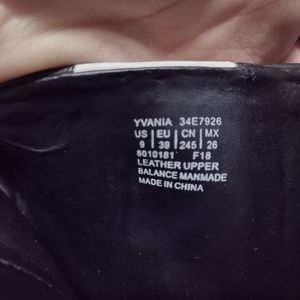 YVANIA 34E7926
US | EU | CN | MX
9 | 39 | 245 | 26
8010181 F18
LEATHER UPPER
BALANCE MANMADE
MADE IN CHINA